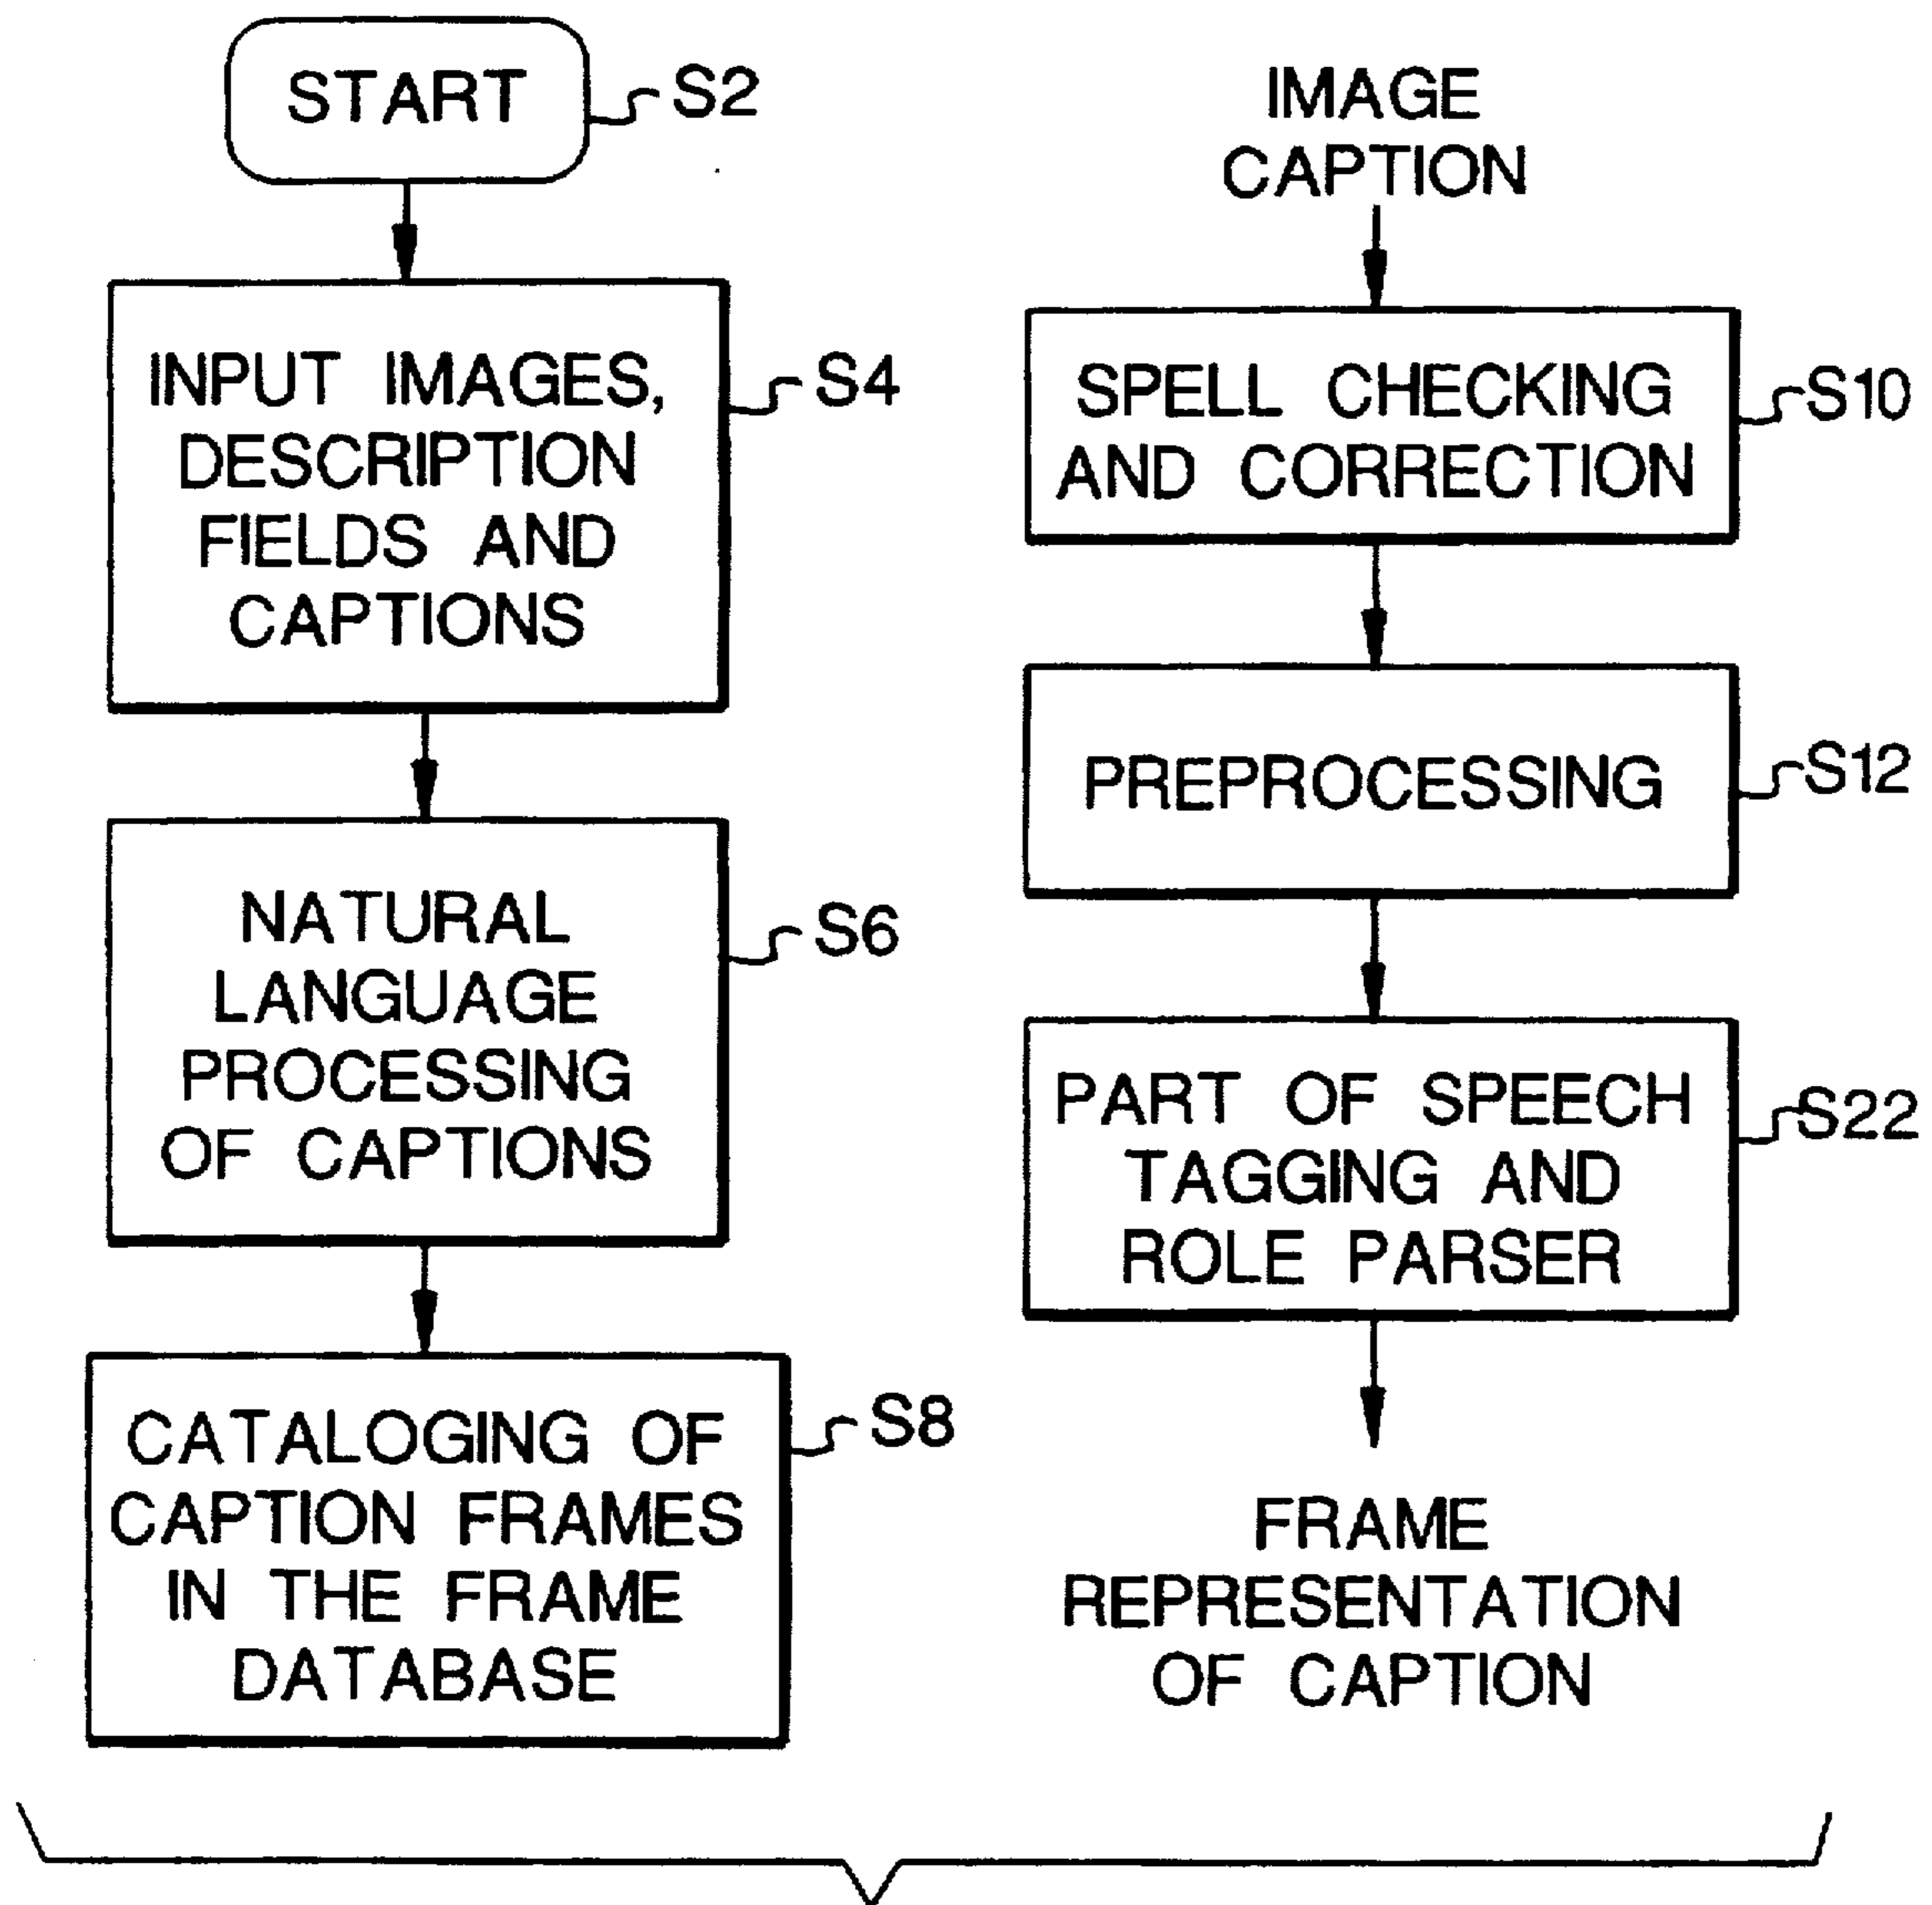 START
S2
INPUT IMAGES,
DESCRIPTION
FIELDS AND
CAPTIONS
S4
NATURAL
LANGUAGE
PROCESSING
OF CAPTIONS
S6
CATALOGING OF
CAPTION FRAMES
IN THE FRAME
DATABASE
S8
IMAGE
CAPTION
SPELL CHECKING
AND CORRECTION
S10
PREPROCESSING
S12
PART OF SPEECH
TAGGING AND
ROLE PARSER
S22
FRAME
REPRESENTATION
OF CAPTION